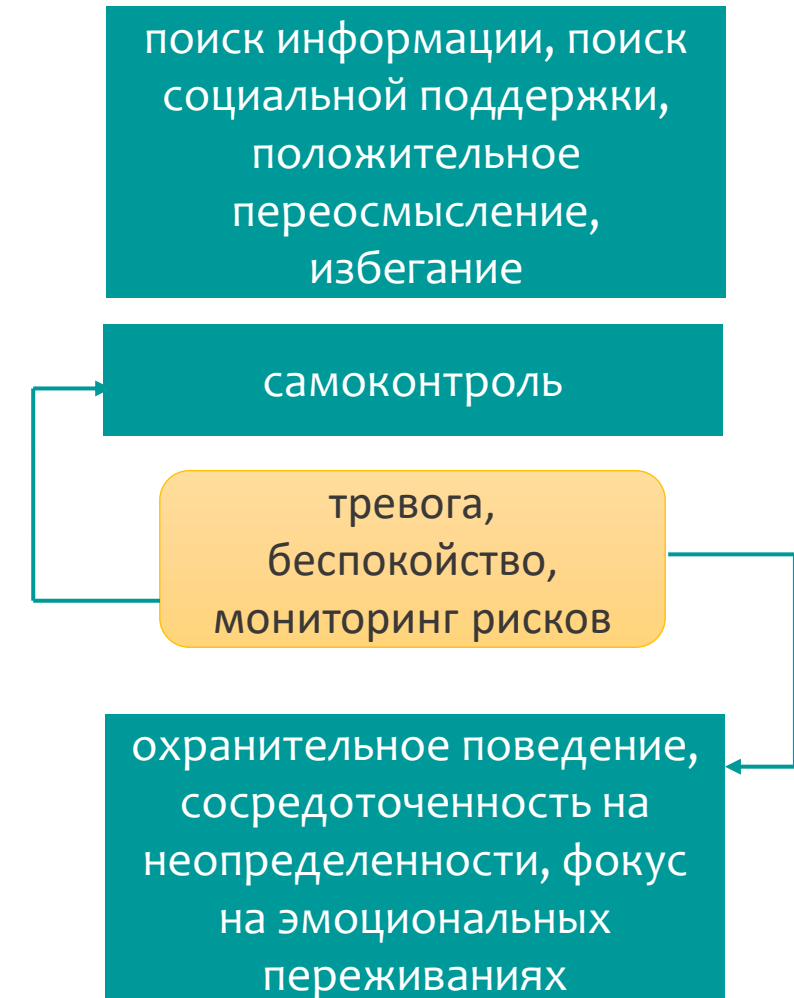 поиск информации, поиск
социальной поддержки,
положительное
переосмысление,
избегание
самоконтроль
тревога,
беспокойство,
мониторинг рисков
охранительное поведение,
сосредоточенность на
неопределенности, фокус
на эмоциональных
переживаниях